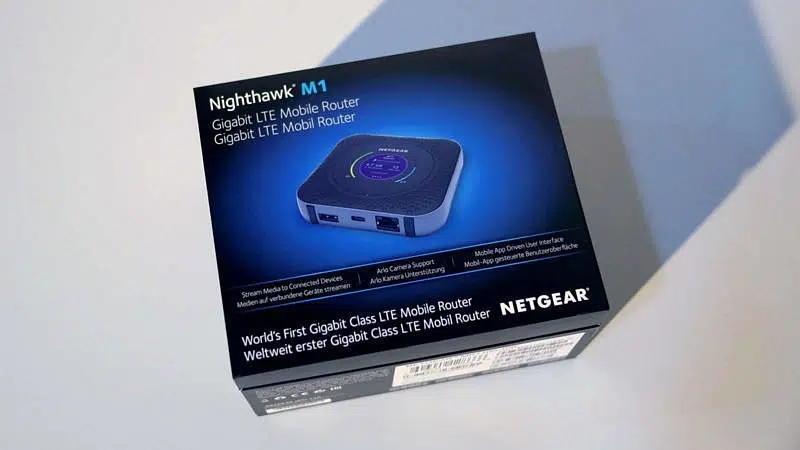 Nighthawk® M1
Gigabit LTE Mobile Router
Gigabit LTE Mobil Router
NETGEAR
Stream Media to Connected Devices
Medien auf verbundene Geräte streamen
Arlo Camera Support
Arlo Kamera Unterstützung
Mobile App Driven User Interface
Mobil-App gesteuerte Benutzeroberfläche
World's First Gigabit Class LTE Mobile Router
Weltweit erster Gigabit Class LTE Mobil Router
NETGEAR®